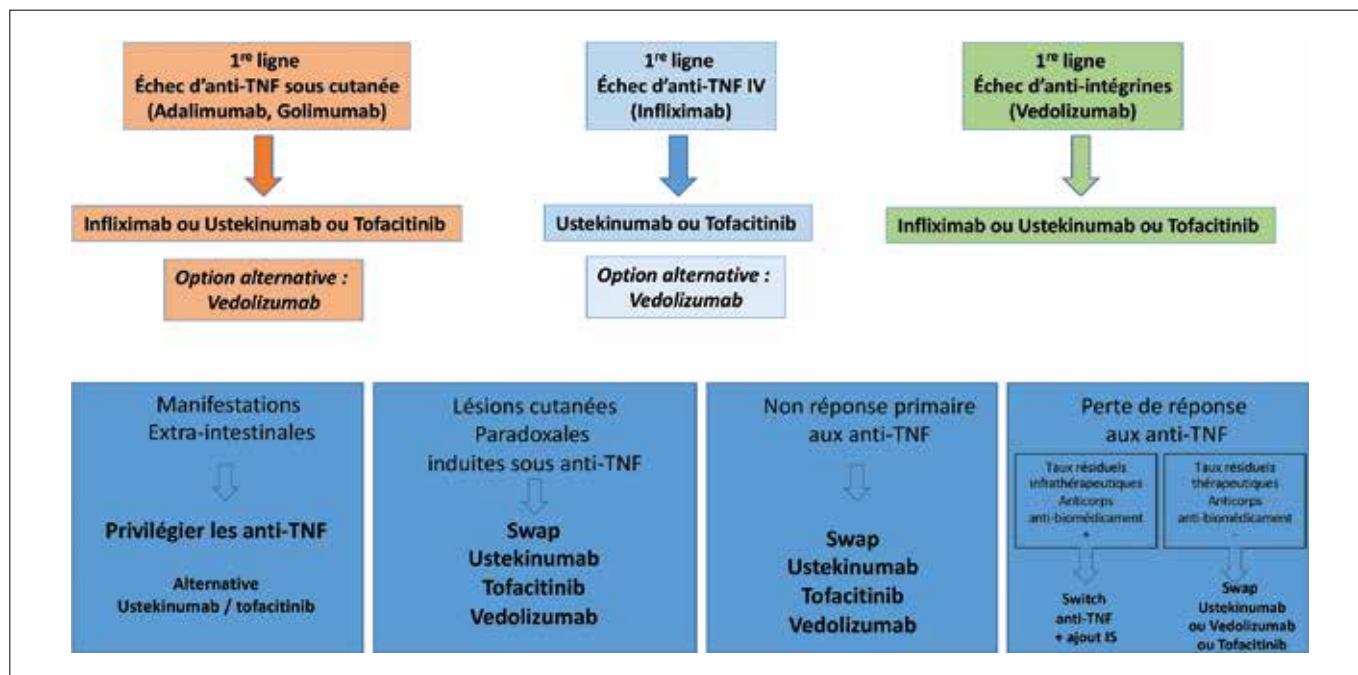 1re ligne
Échec d'anti-TNF sous cutanée
(Adalimumab, Golimumab)
Infliximab ou Ustekinumab ou Tofacitinib
Option alternative :
Vedolizumab
1re ligne
Échec d'anti-TNF IV
(Infliximab)
Ustekinumab ou Tofacitinib
Option alternative :
Vedolizumab
1re ligne
Échec d'anti-intégrines
(Vedolizumab)
Infliximab ou Ustekinumab ou Tofacitinib
Manifestations
Extra-intestinales
Privilégier les anti-TNF
Alternative
Ustekinumab / tofacitinib
Lésions cutanées
Paradoxales
induites sous anti-TNF
Swap
Ustekinumab
Tofacitinib
Vedolizumab
Non réponse primaire
aux anti-TNF
Swap
Ustekinumab
Tofacitinib
Vedolizumab
Perte de réponse
aux anti-TNF
Taux résiduels
infrathérapeutiques
Anticorps
anti-biomédicament
+
Switch
anti-TNF
+ ajout IS
Taux résiduels
thérapeutiques
Anticorps
anti-biomédicament
-
Swap
Ustekinumab
ou Vedolizumab
ou Tofacitinib